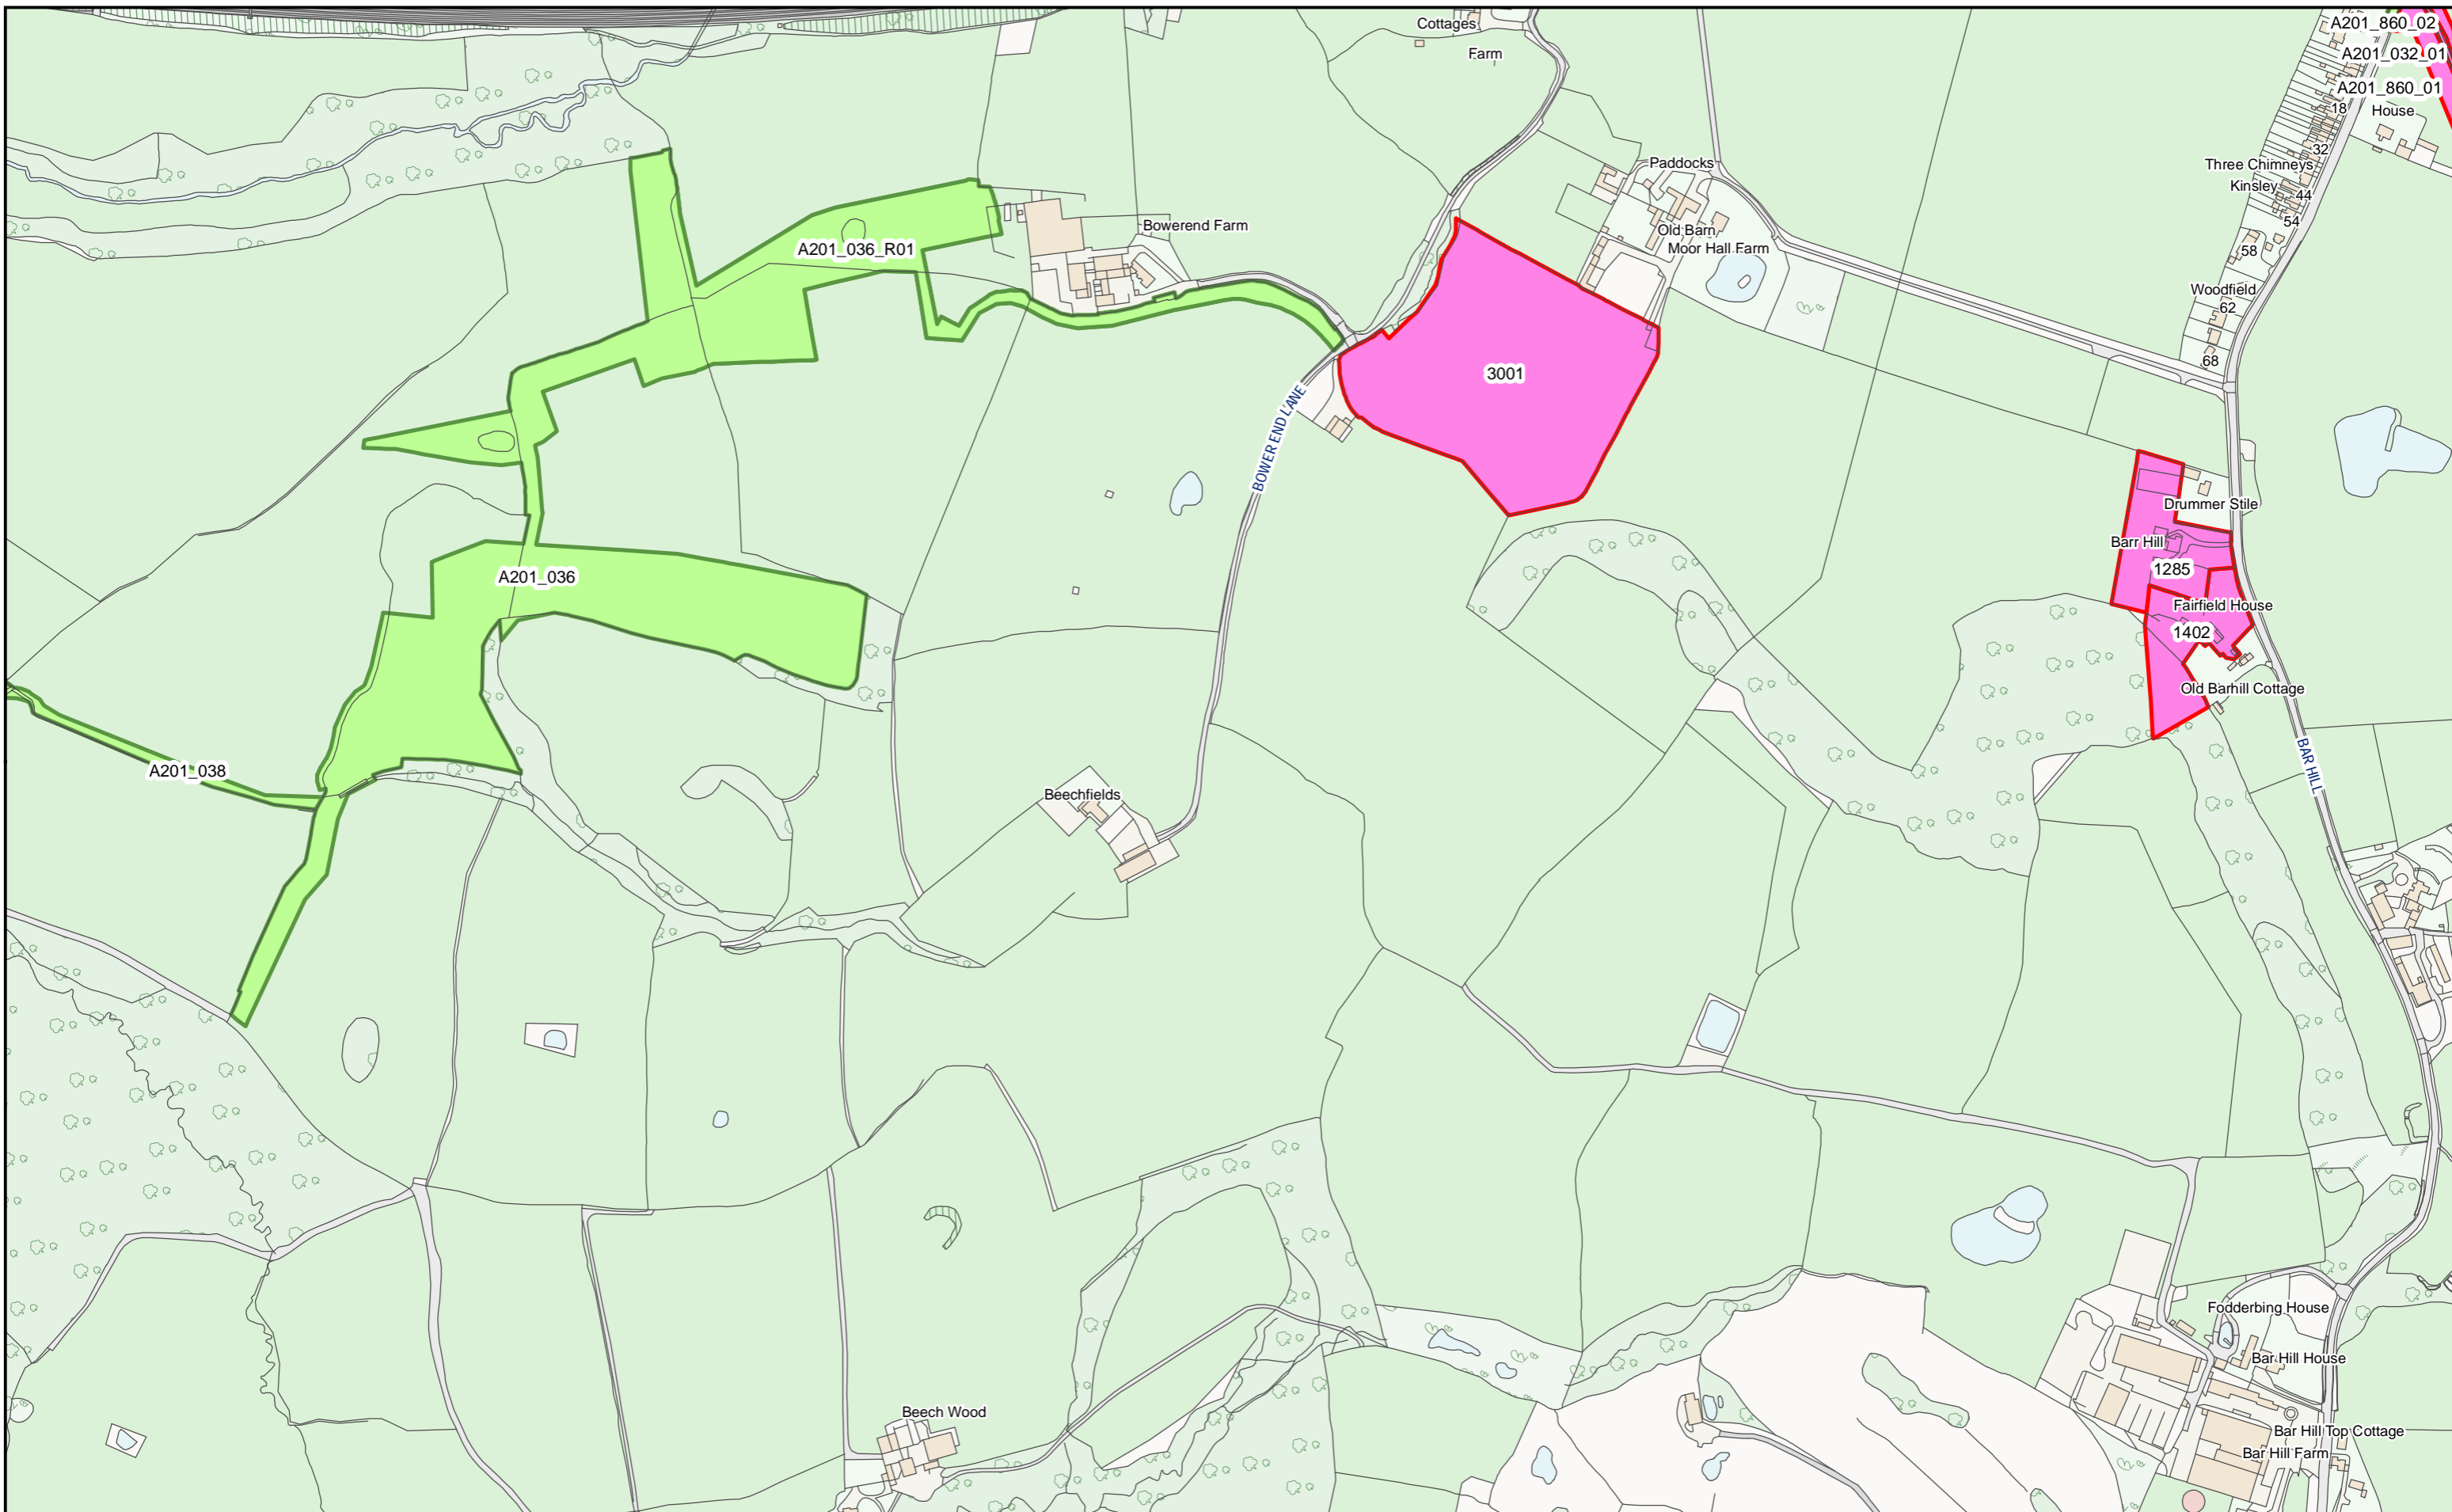 Cottages
Farm
A201_860_02
A201_032_01
A201_860_01
18
House
32
Three Chimneys
Kinsley
44
54
58
Woodfield
62
68
Paddocks
Old Barn
Moor Hall Farm
Bowerend Farm
A201_036_R01
3001
BOWER END LANE
Drummer Stile
Barr Hill
1285
Fairfield House
1402
Old Barhill Cottage
BAR HILL
A201_036
A201_038
Beechfields
Fodderbing House
Bar Hill House
Beech Wood
Bar Hill Top Cottage
Bar Hill Farm